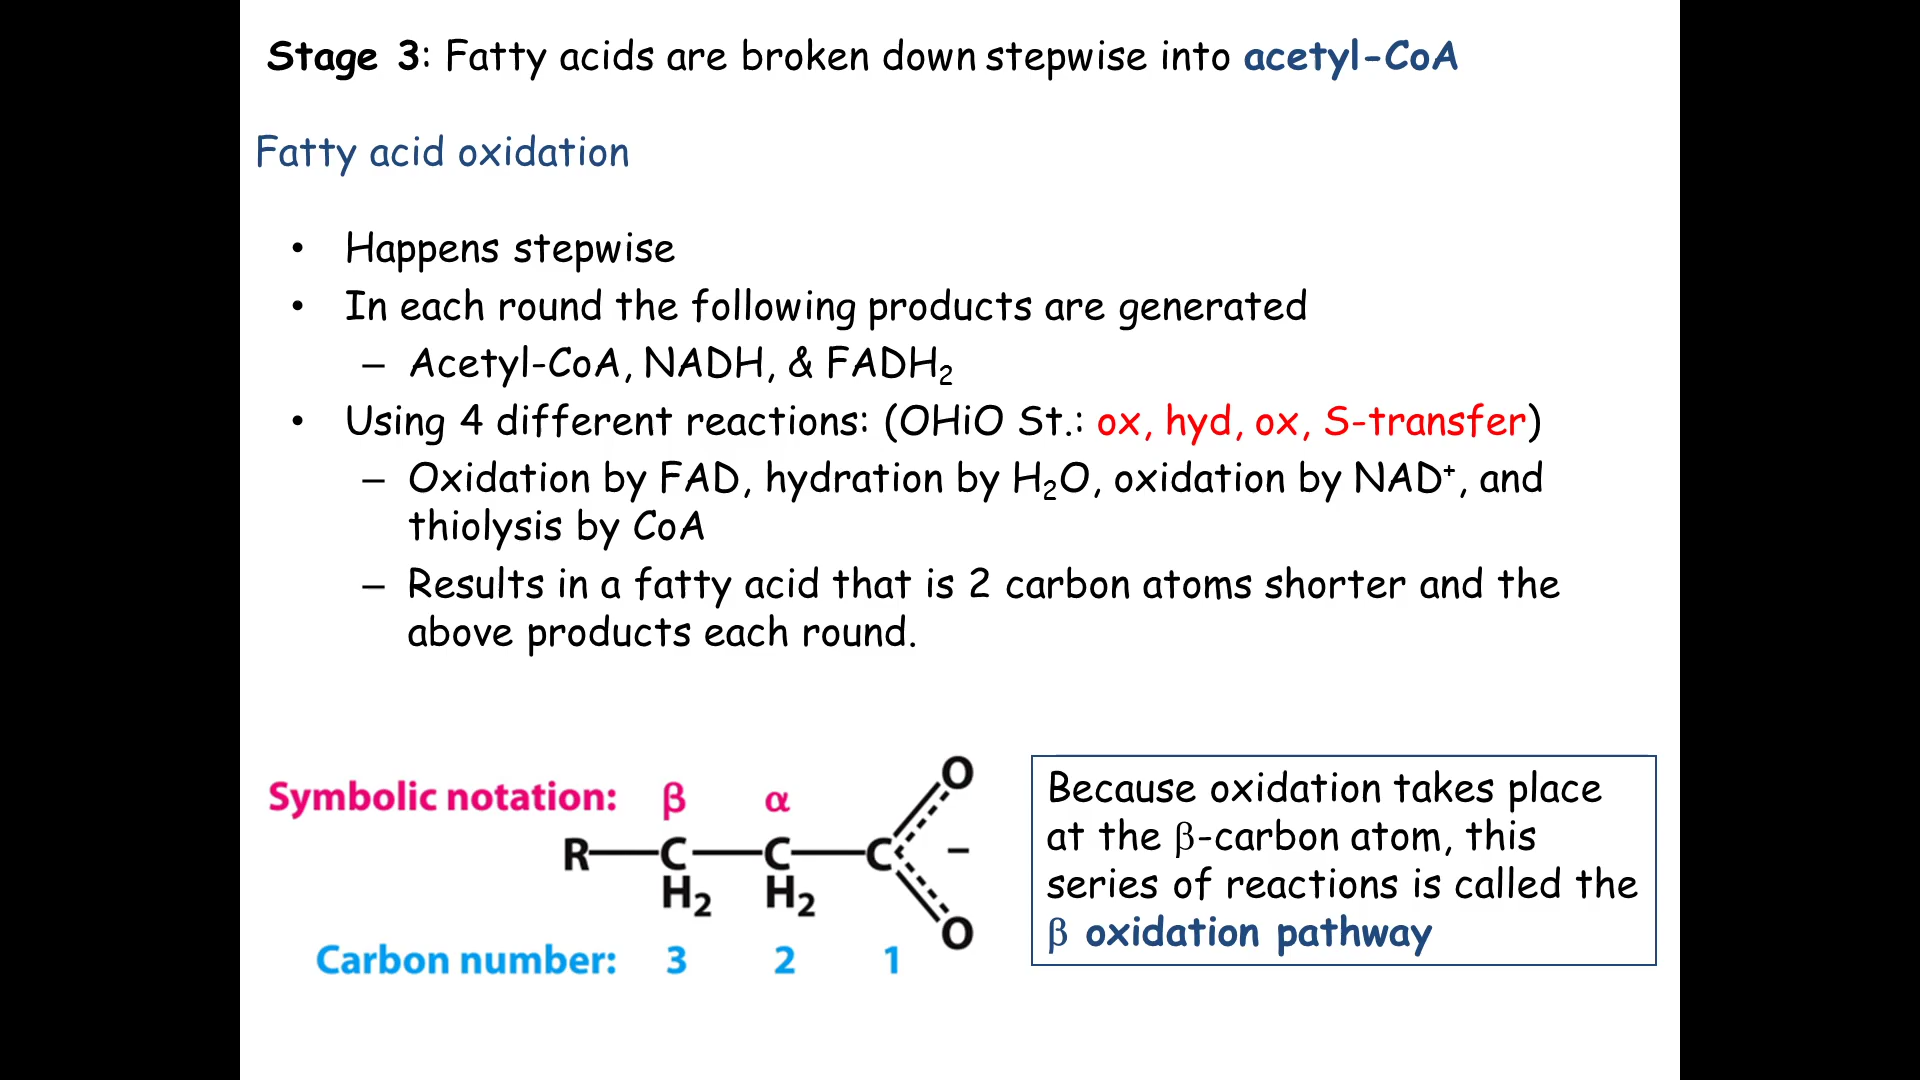 Stage 3: Fatty acids are broken down stepwise into acetyl-CoA
Fatty acid oxidation
• Happens stepwise
• In each round the following products are generated
– Acetyl-CoA, NADH, & FADH₂
• Using 4 different reactions: (OHiO St.: ox, hyd, ox, S-transfer)
– Oxidation by FAD, hydration by H₂O, oxidation by NAD⁺, and
thiolysis by CoA
– Results in a fatty acid that is 2 carbon atoms shorter and the
above products each round.
Symbolic notation: β α
O
R C C C –
H₂ H₂
O
Carbon number: 3 2 1
Because oxidation takes place
at the β-carbon atom, this
series of reactions is called the
β oxidation pathway